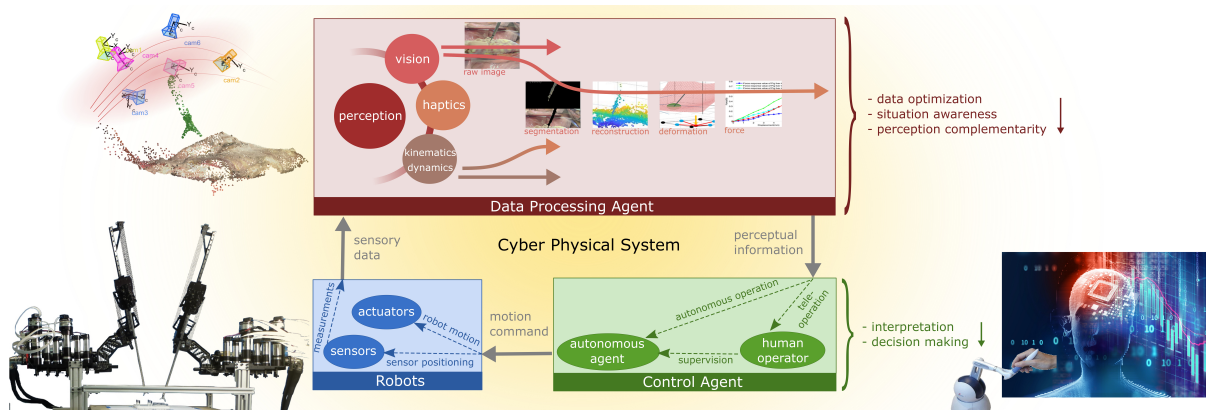 cam6
cam4
cam2
cam5
cam3
vision
raw image
haptics
perception
kinematics
dynamics
segmentation
reconstruction
deformation
force
Data Processing Agent
- data optimization
- situation awareness
- perception complementarity
sensory
data
Cyber Physical System
perceptual
information
measurements
actuators
robot motion
sensors
sensor positioning
Robots
motion
command
autonomous operation
tele-
operation
autonomous
agent
human
operator
supervision
Control Agent
- interpretation
- decision making